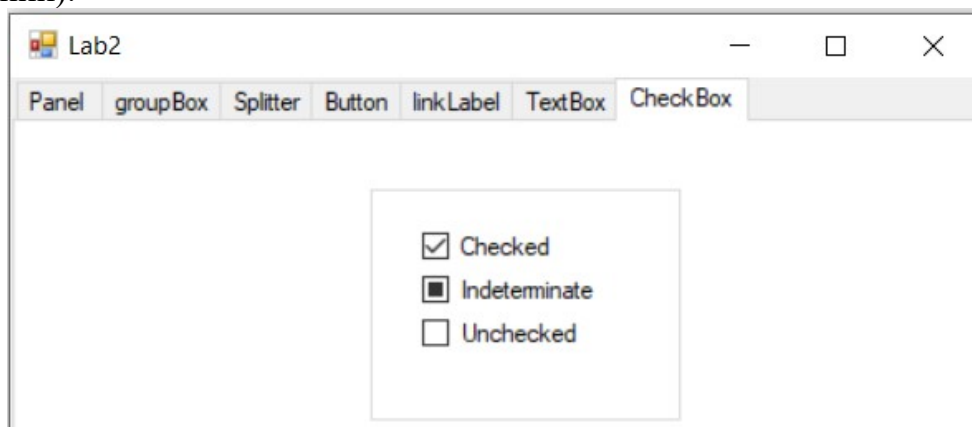 Lab2
Panel groupBox Splitter Button linkLabel TextBox CheckBox
Checked
Indeterminate
Unchecked